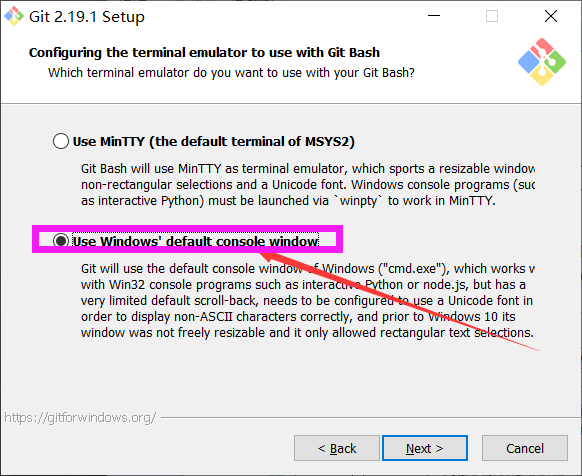 Git 2.19.1 Setup
Configuring the terminal emulator to use with Git Bash
Which terminal emulator do you want to use with your Git Bash?
Use MinTTY (the default terminal of MSYS2)
Git Bash will use MinTTY as terminal emulator, which sports a resizable window
non-rectangular selections and a Unicode font. Windows console programs (suc
as interactive Python) must be launched via `winpty` to work in MinTTY.
Use Windows' default console window
Git will use the default console window of Windows ("cmd.exe"), which works w
with Win32 console programs such as interactive Python or node.js, but has a
very limited default scroll-back, needs to be configured to use a Unicode font in
order to display non-ASCII characters correctly, and prior to Windows 10 its
window was not freely resizable and it only allowed rectangular text selections.
https://gitforwindows.org/
< Back
Next >
Cancel